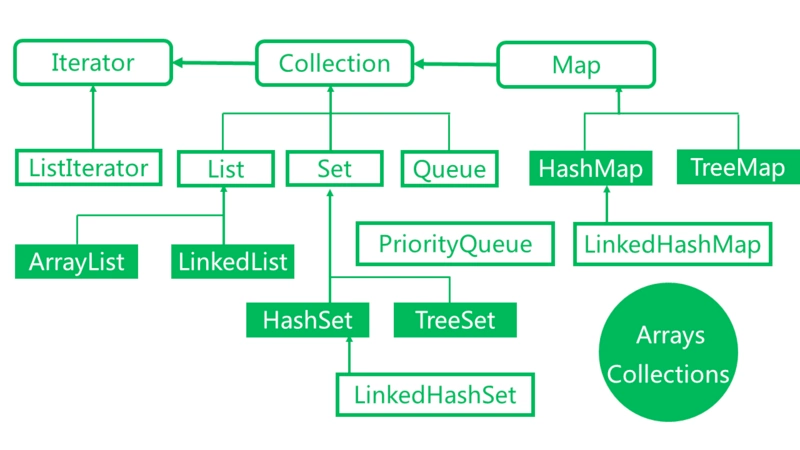 Iterator
Collection
Map
ListIterator
List
Set
Queue
HashMap
TreeMap
ArrayList
LinkedList
PriorityQueue
LinkedHashMap
HashSet
TreeSet
Arrays
Collections
LinkedHashSet